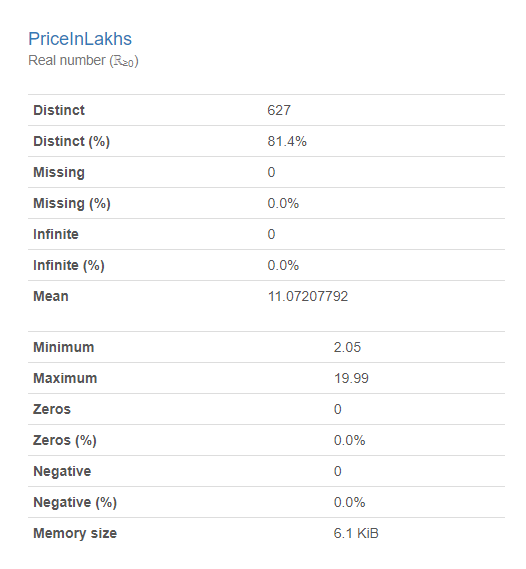 PriceInLakhs
Real number (ℝ≥0)
Distinct 627
Distinct (%) 81.4%
Missing 0
Missing (%) 0.0%
Infinite 0
Infinite (%) 0.0%
Mean 11.07207792
Minimum 2.05
Maximum 19.99
Zeros 0
Zeros (%) 0.0%
Negative 0
Negative (%) 0.0%
Memory size 6.1 KiB